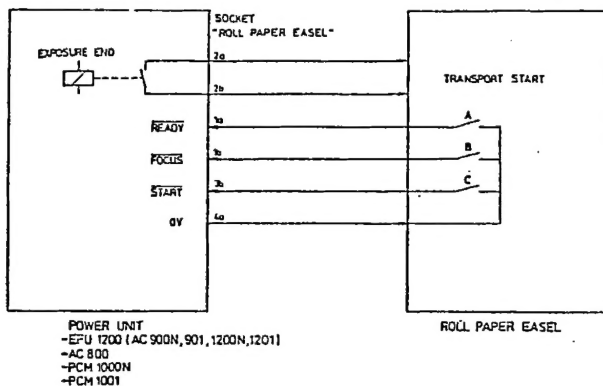 SOCKET
"ROLL PAPER EASEL"
EXPOSURE END
2a
TRANSPORT START
2b
READY
1a
A
FOCUS
1b
B
START
3b
C
0V
4a
POWER UNIT
-EFU 1200 (AC 900N, 901, 1200N, 1201)
-AC 800
-PCM 1000N
-PCM 1001
ROLL PAPER EASEL